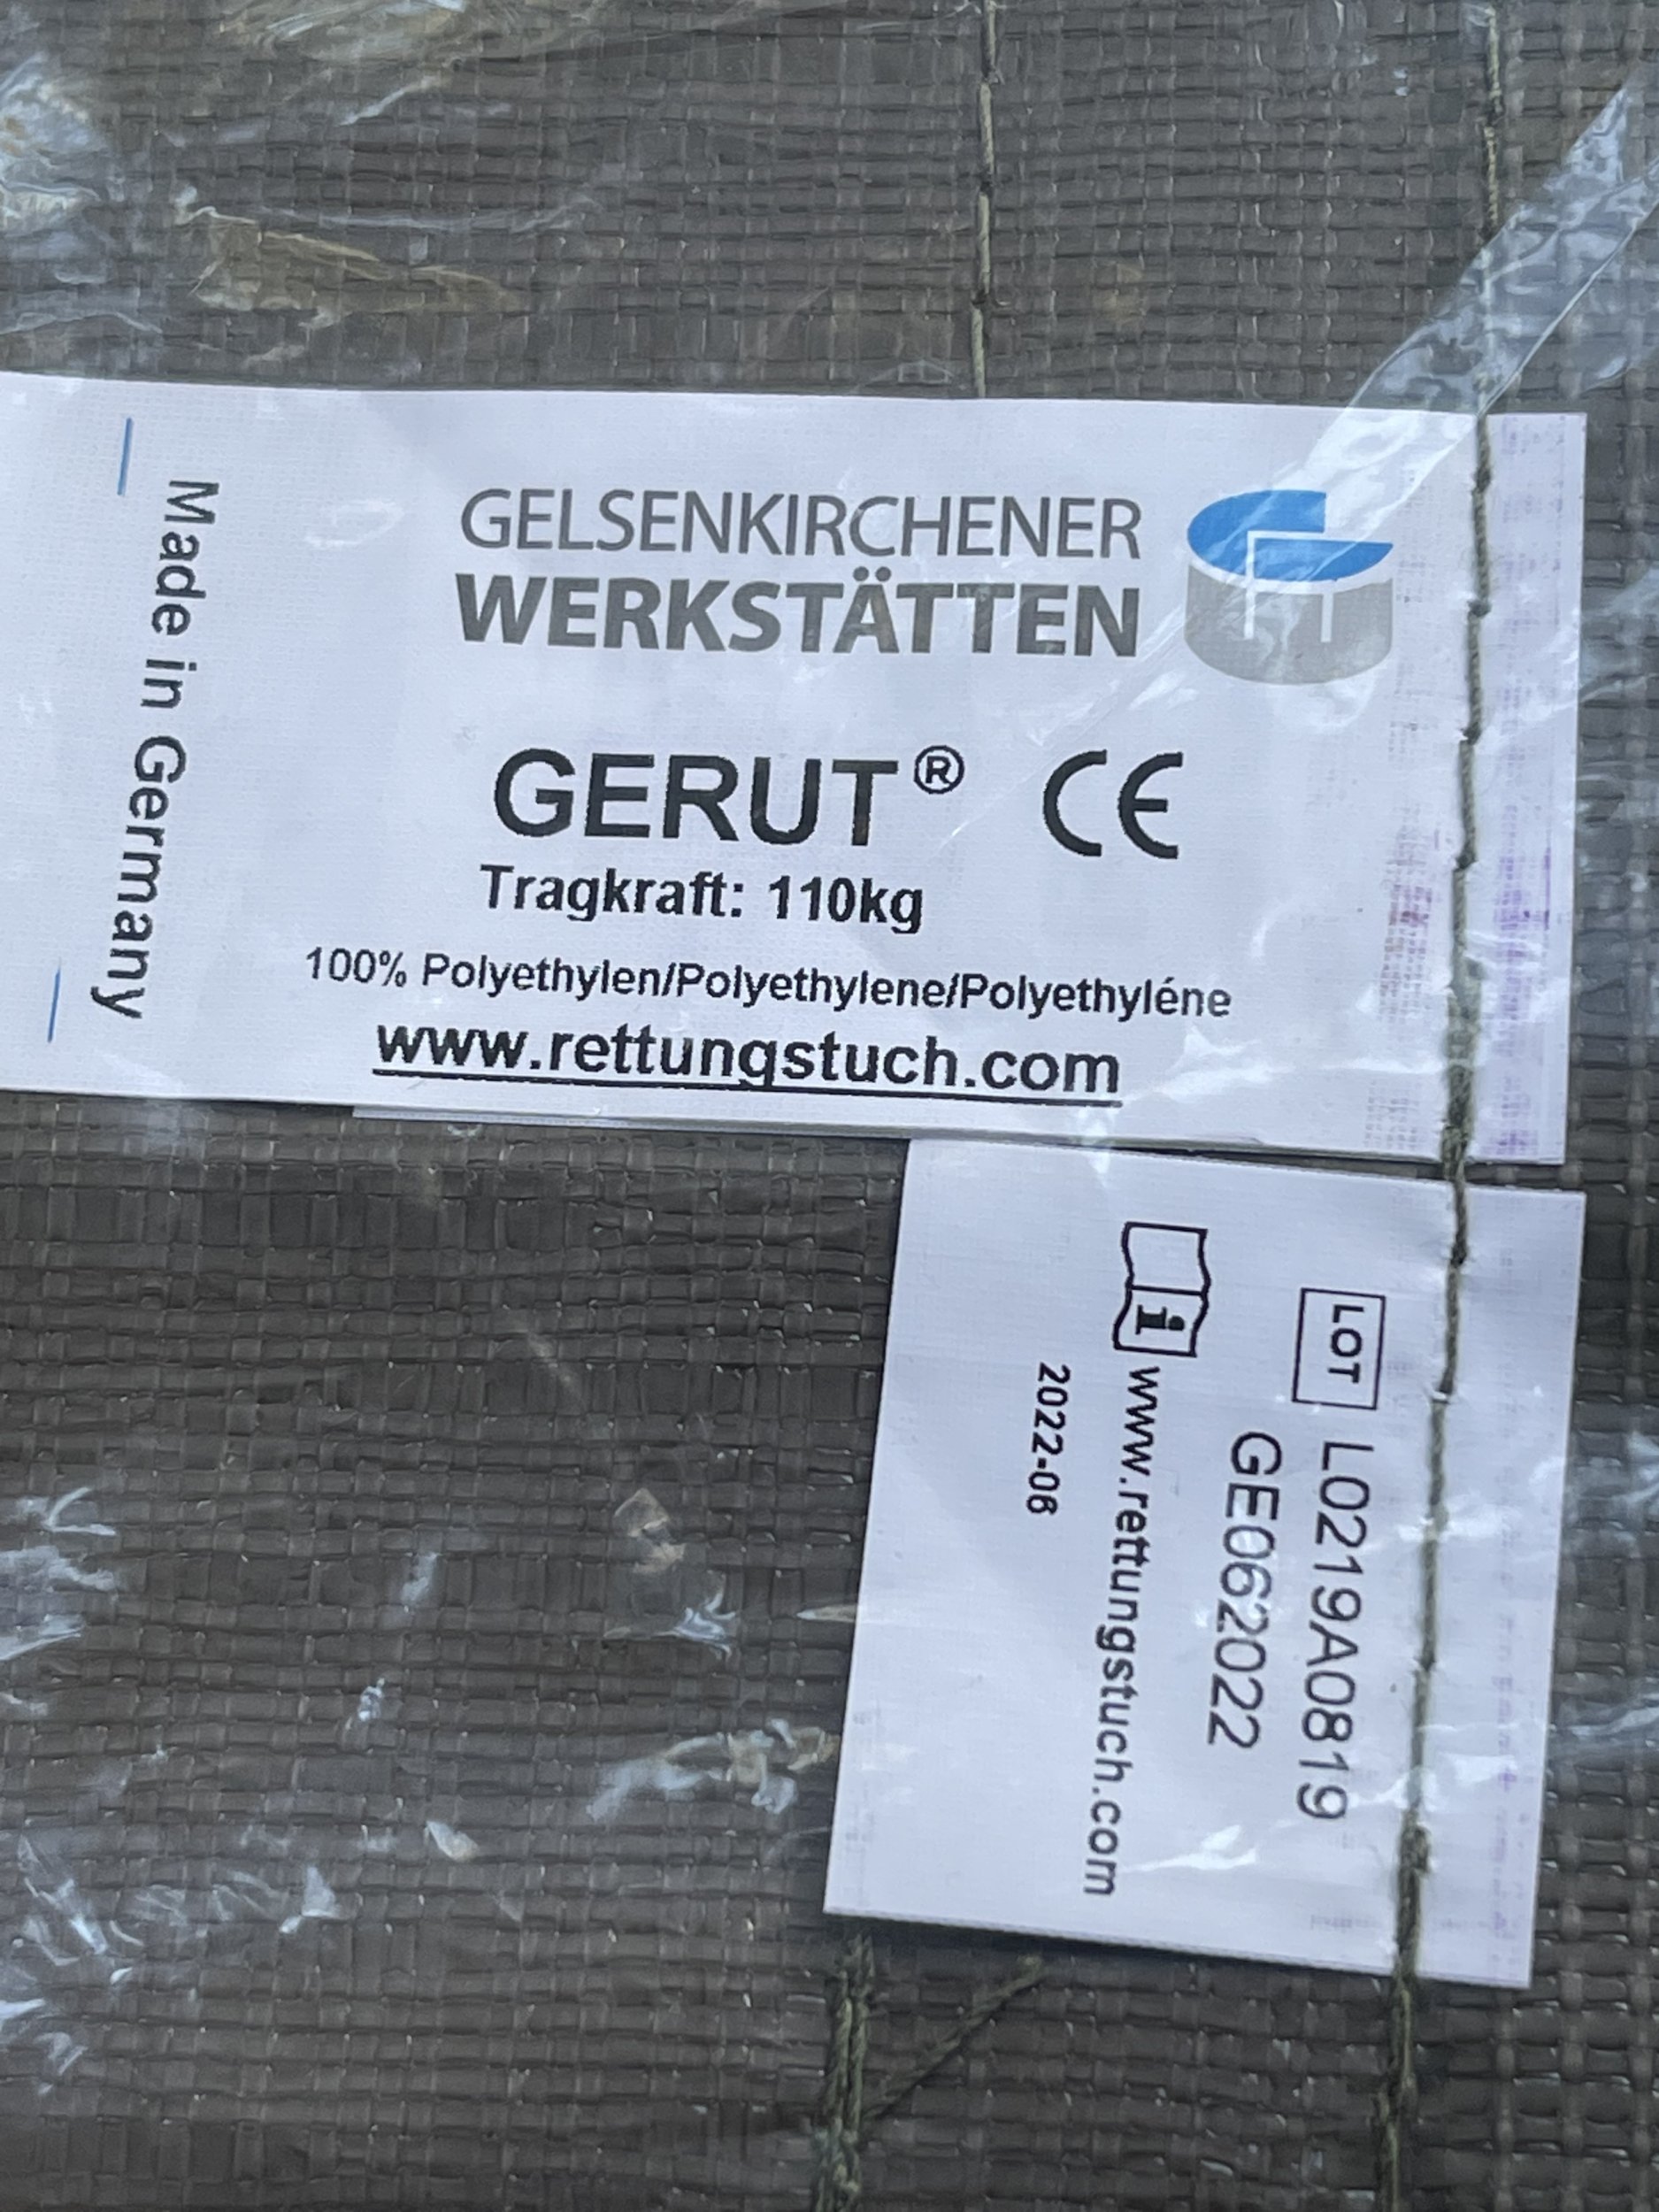 GELSENKIRCHENER
WERKSTÄTTEN
GERUT® CE
Tragkraft: 110kg
100% Polyethylen/Polyethylene/Polyethyléne
www.rettungstuch.com
Made in Germany
LOT L0219A0819
GE062022
i www.rettungstuch.com
2022-06